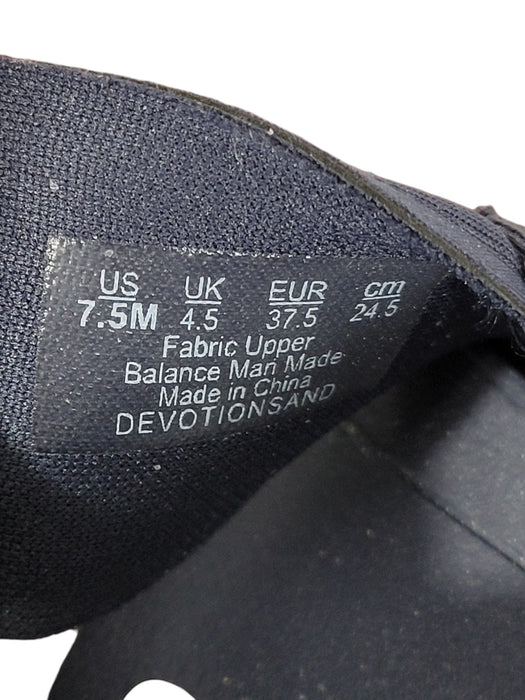 US UK EUR cm
7.5M 4.5 37.5 24.5
Fabric Upper
Balance Man Made
Made in China
DEVOTIONSAND